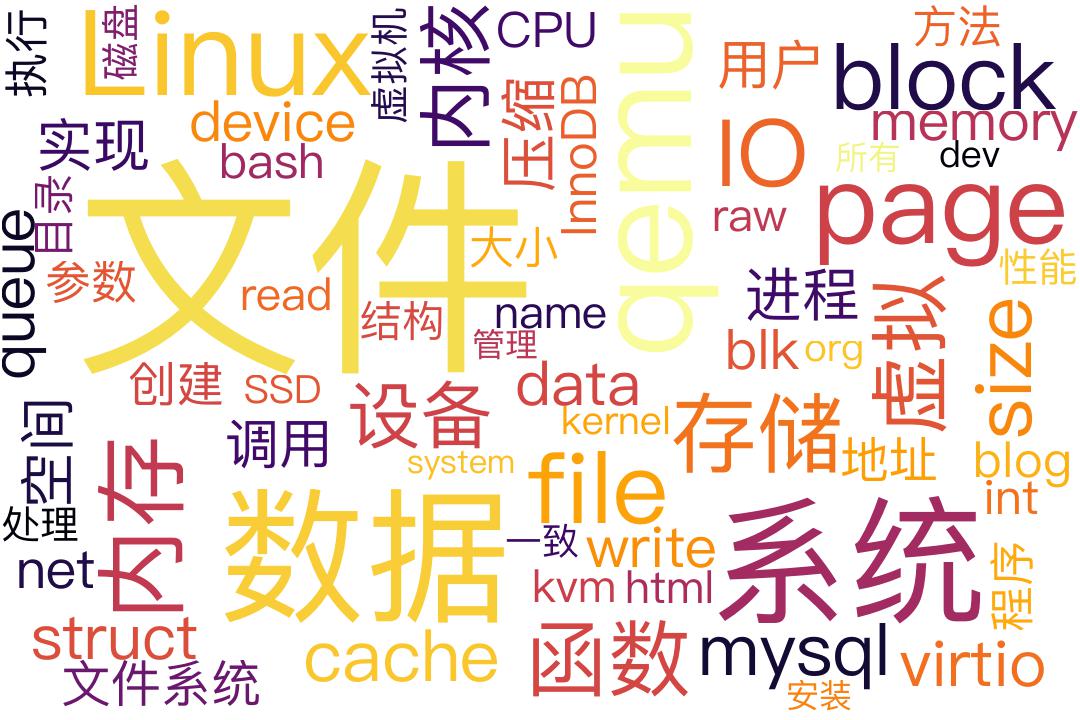 执行
磁盘
Linux
虚拟机
内核
CPU
qemu
用户
方法
block
device
压缩
InnoDB
IO
memory
实现
bash
所有
dev
目录
文件
raw
page
queue
参数
read
大小
结构
name
管理
进程
虚拟
性能
size
创建
SSD
设备
data
blk
org
kernel
存储
空间
调用
system
file
地址
blog
内存
数据
一致
write
系统
int
处理
net
kvm
html
程序
struct
cache
函数
mysql
virtio
文件系统
安装